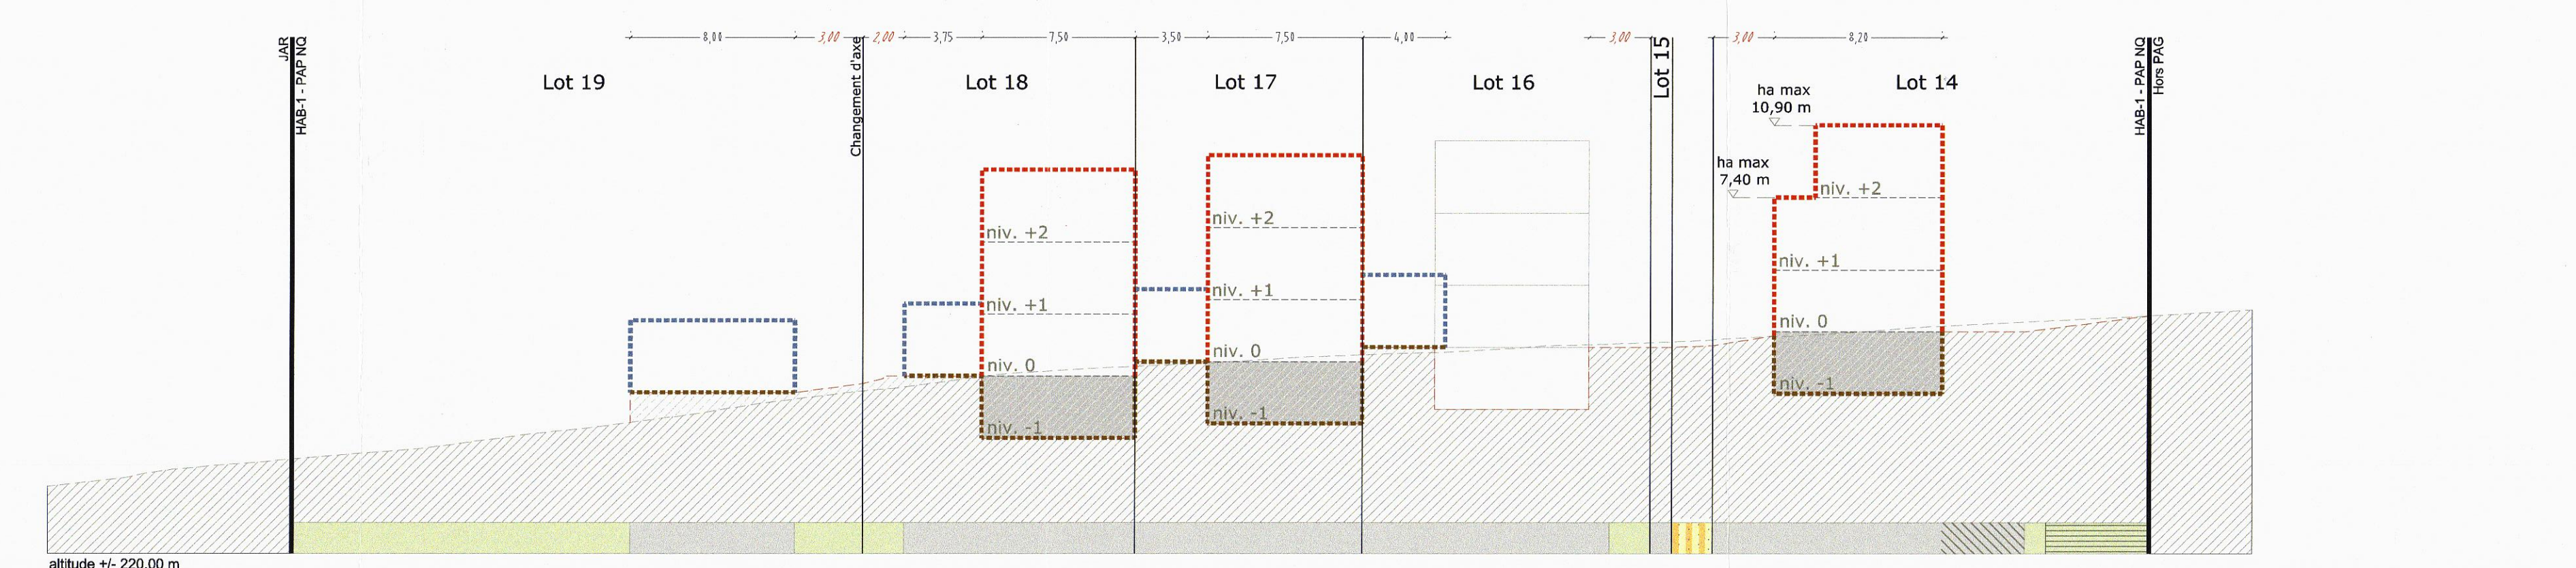 JAR
HAB-1 - PAP NQ
8,00
3,00
Changement d'axe
2,00
3,75
7,50
3,50
7,50
4,00
3,00
Lot 15
3,00
8,20
HAB-1 - PAP NQ
Hors PAG
Lot 19
Lot 18
Lot 17
Lot 16
Lot 14
ha max
10,90 m
ha max
7,40 m
niv. +2
niv. +1
niv. 0
niv. -1
niv. +2
niv. +1
niv. 0
niv. -1
niv. +2
niv. +1
niv. 0
niv. -1
altitude +/- 220,00 m